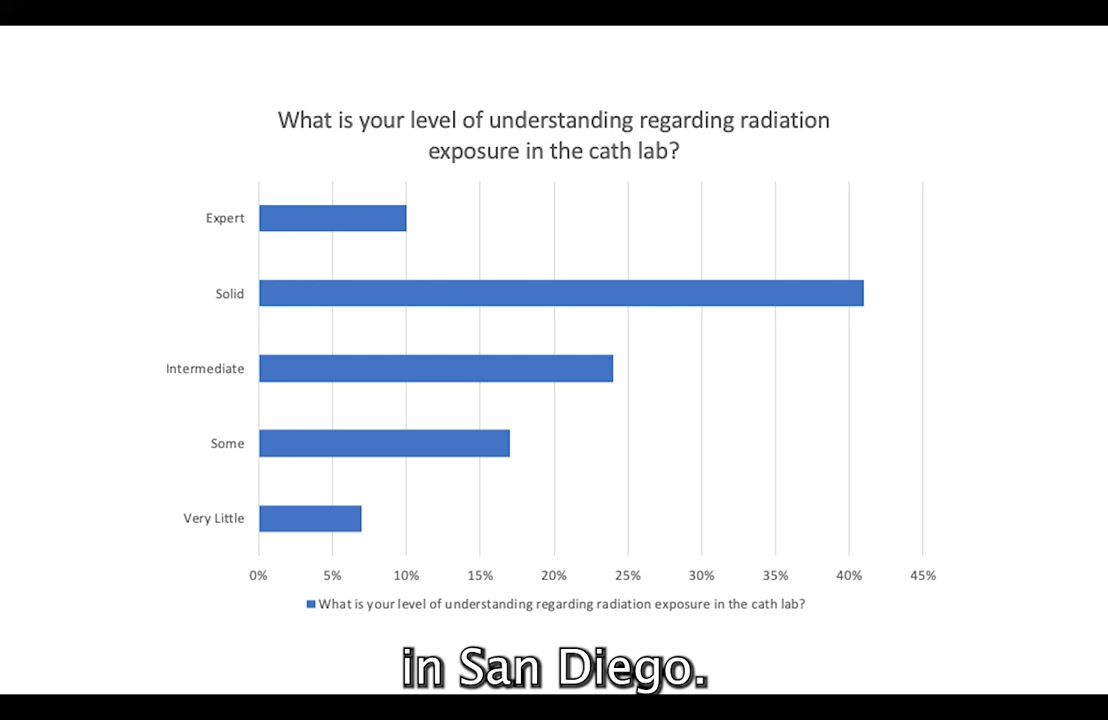 What is your level of understanding regarding radiation
exposure in the cath lab?
Expert
Solid
Intermediate
Some
Very Little
0% 5% 10% 15% 20% 25% 30% 35% 40% 45%
What is your level of understanding regarding radiation exposure in the cath lab?
in San Diego.